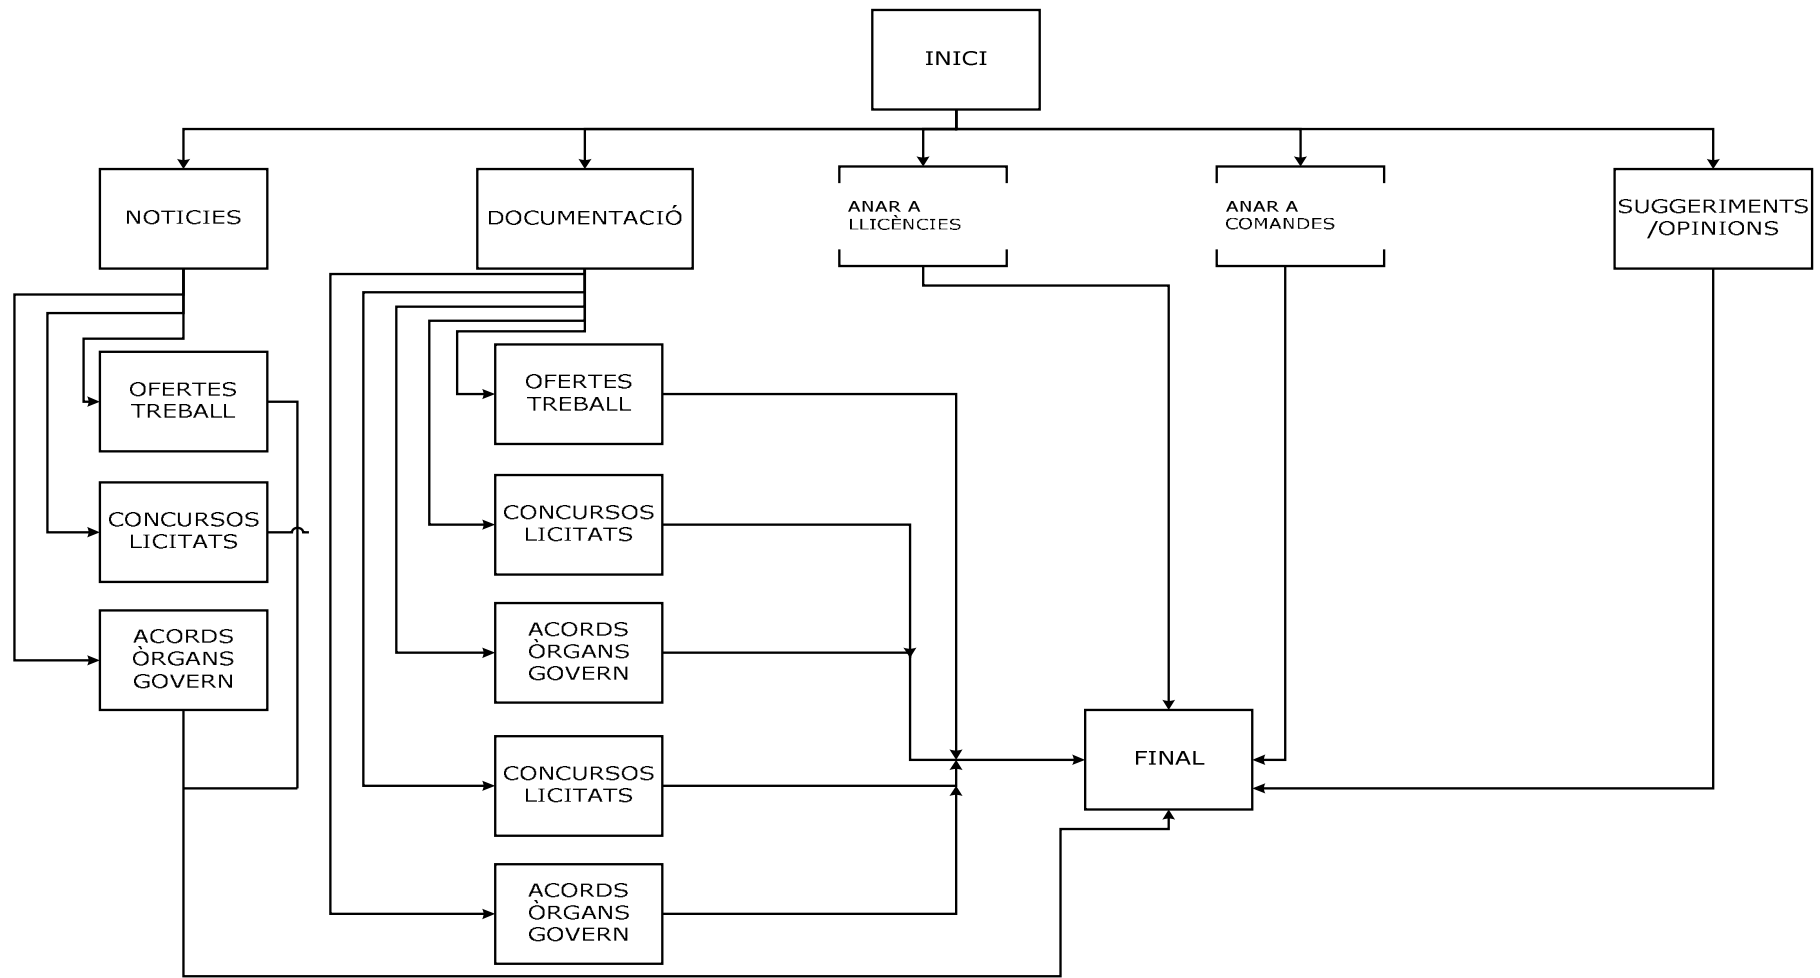 INICI
NOTICIES
DOCUMENTACIÓ
ANAR A
LLICÈNCIES
ANAR A
COMANDES
SUGGERIMENTS
/OPINIONS
OFERTES
TREBALL
CONCURSOS
LICITATS
ACORDS
ÒRGANS
GOVERN
OFERTES
TREBALL
CONCURSOS
LICITATS
ACORDS
ÒRGANS
GOVERN
CONCURSOS
LICITATS
ACORDS
ÒRGANS
GOVERN
FINAL